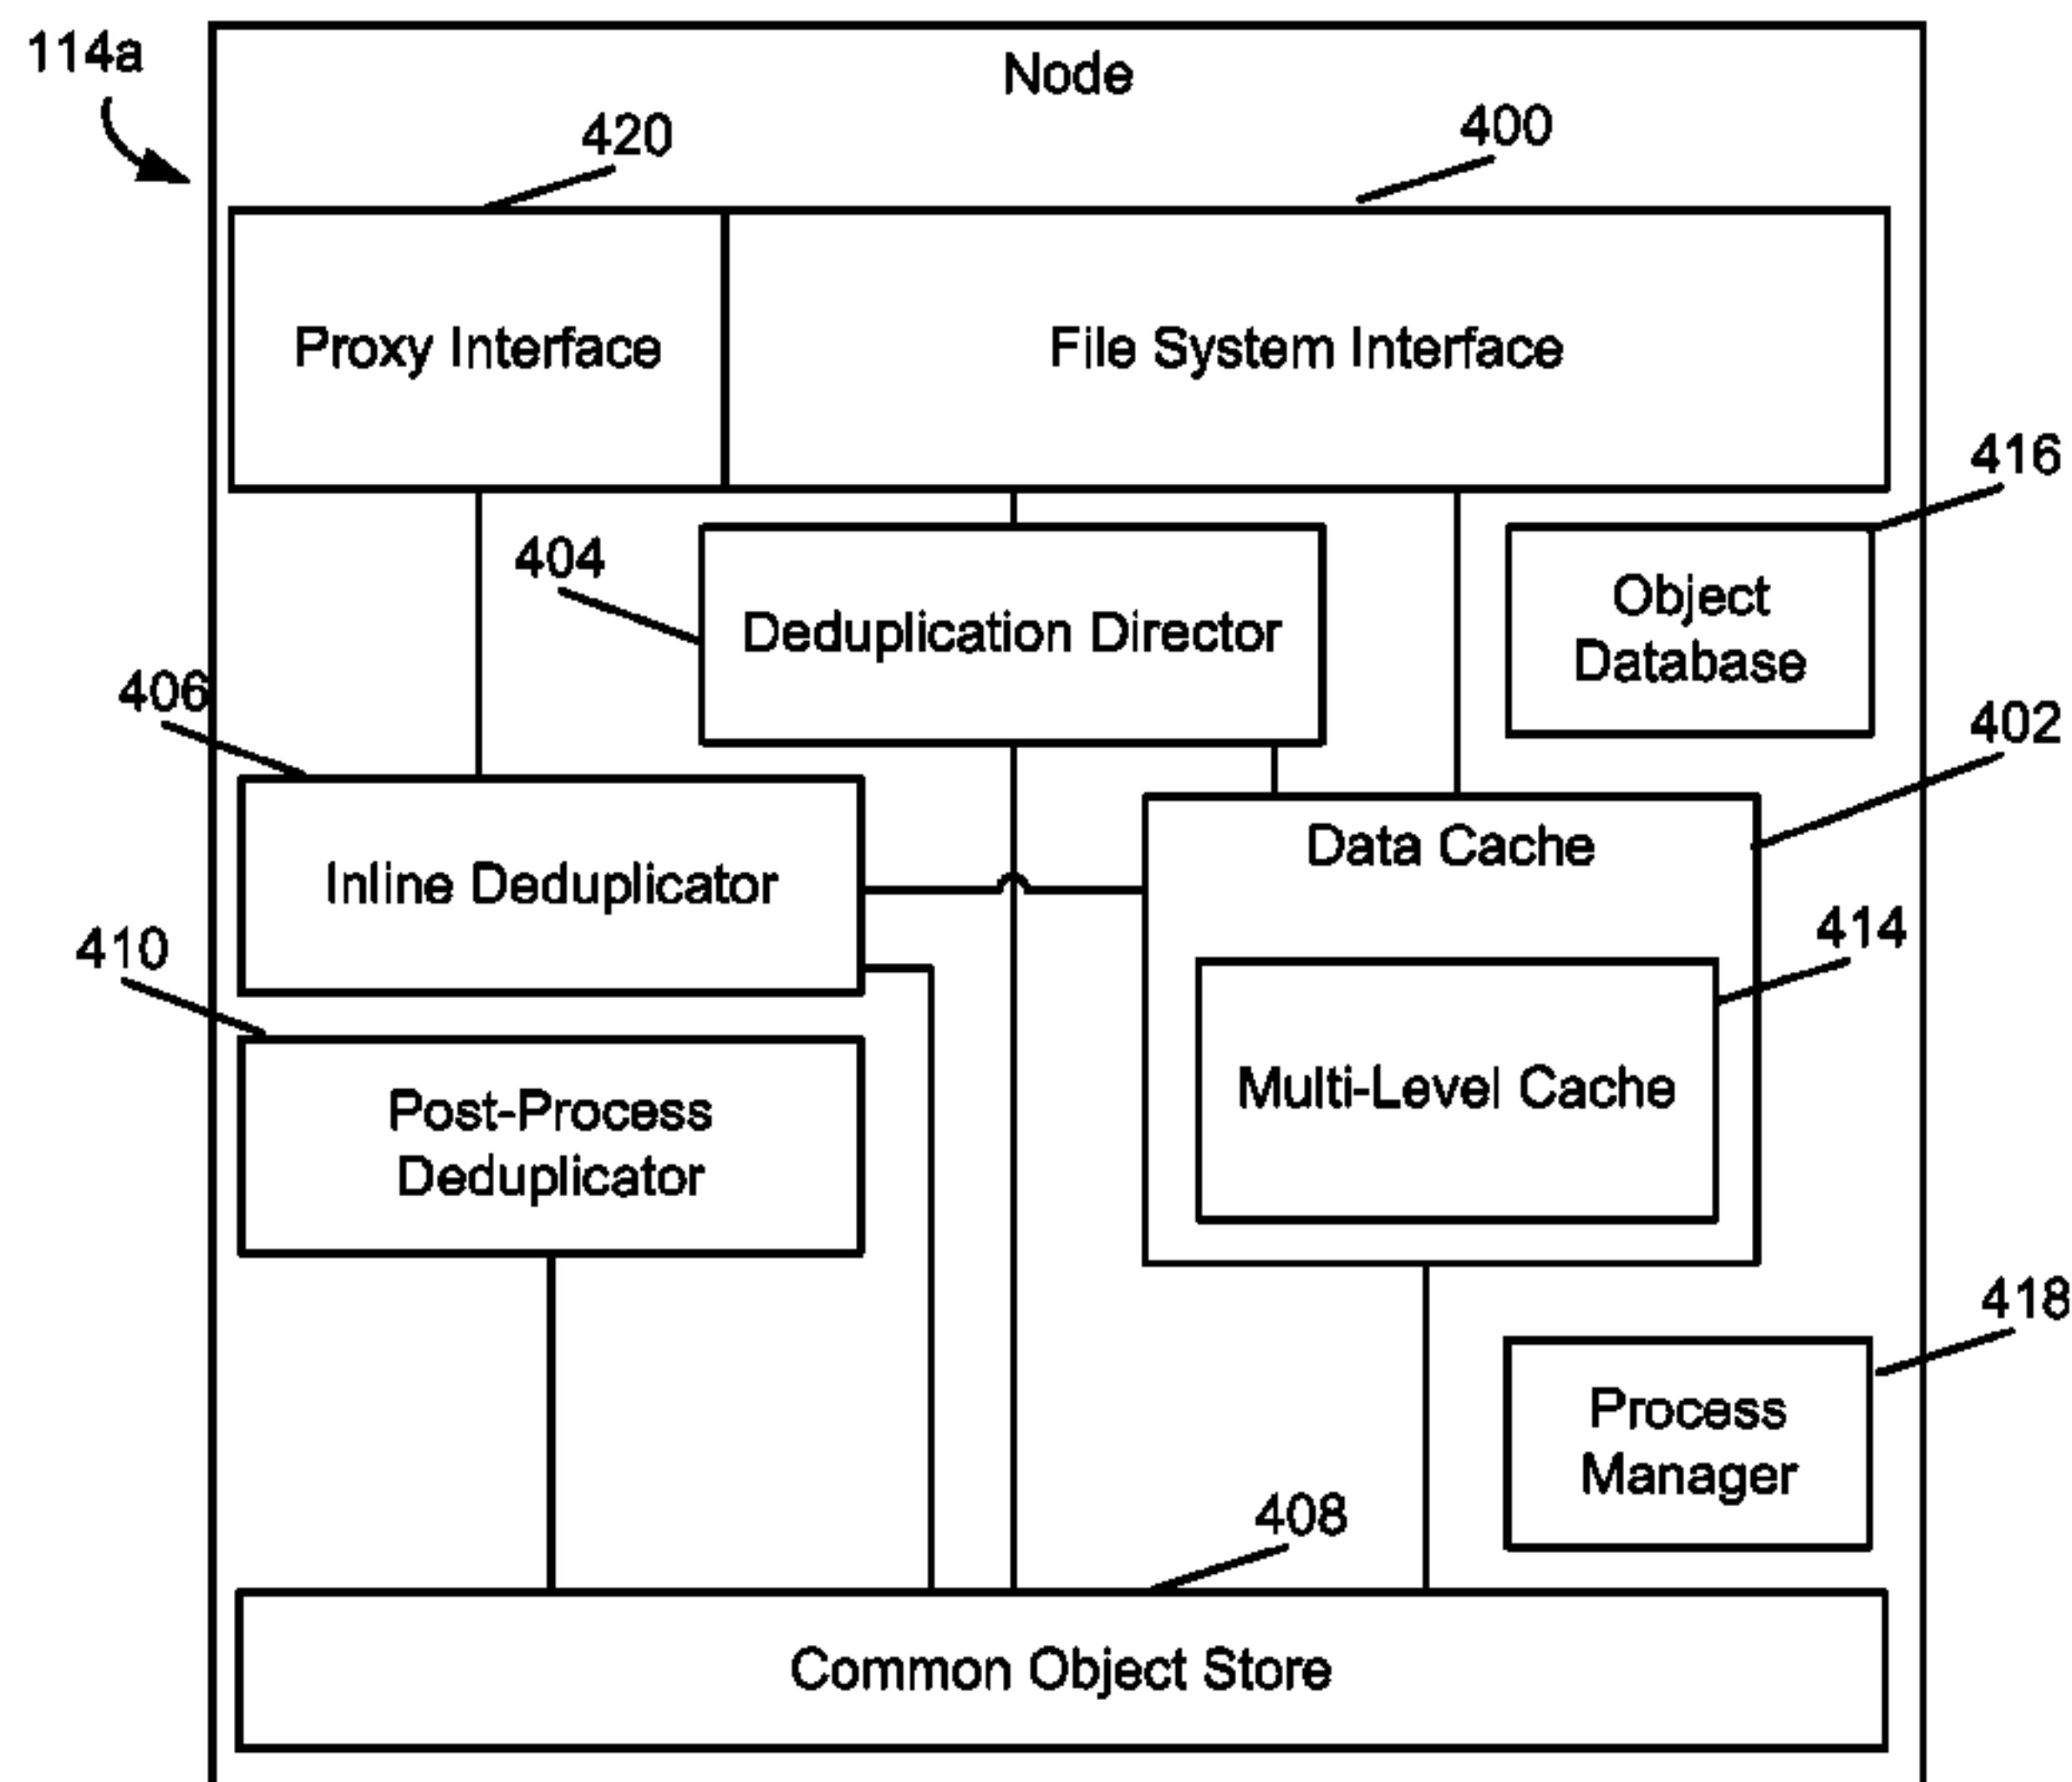 114a
Node
420
400
Proxy Interface
File System Interface
416
404
Deduplication Director
Object
Database
406
402
Inline Deduplicator
Data Cache
410
414
Post-Process
Deduplicator
Multi-Level Cache
418
Process
Manager
408
Common Object Store